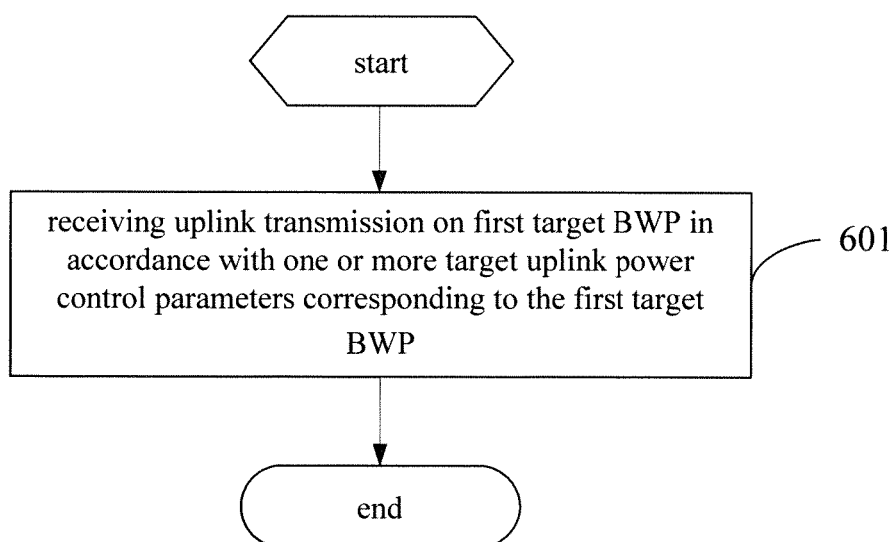 start
receiving uplink transmission on first target BWP in
accordance with one or more target uplink power
control parameters corresponding to the first target
BWP
601
end